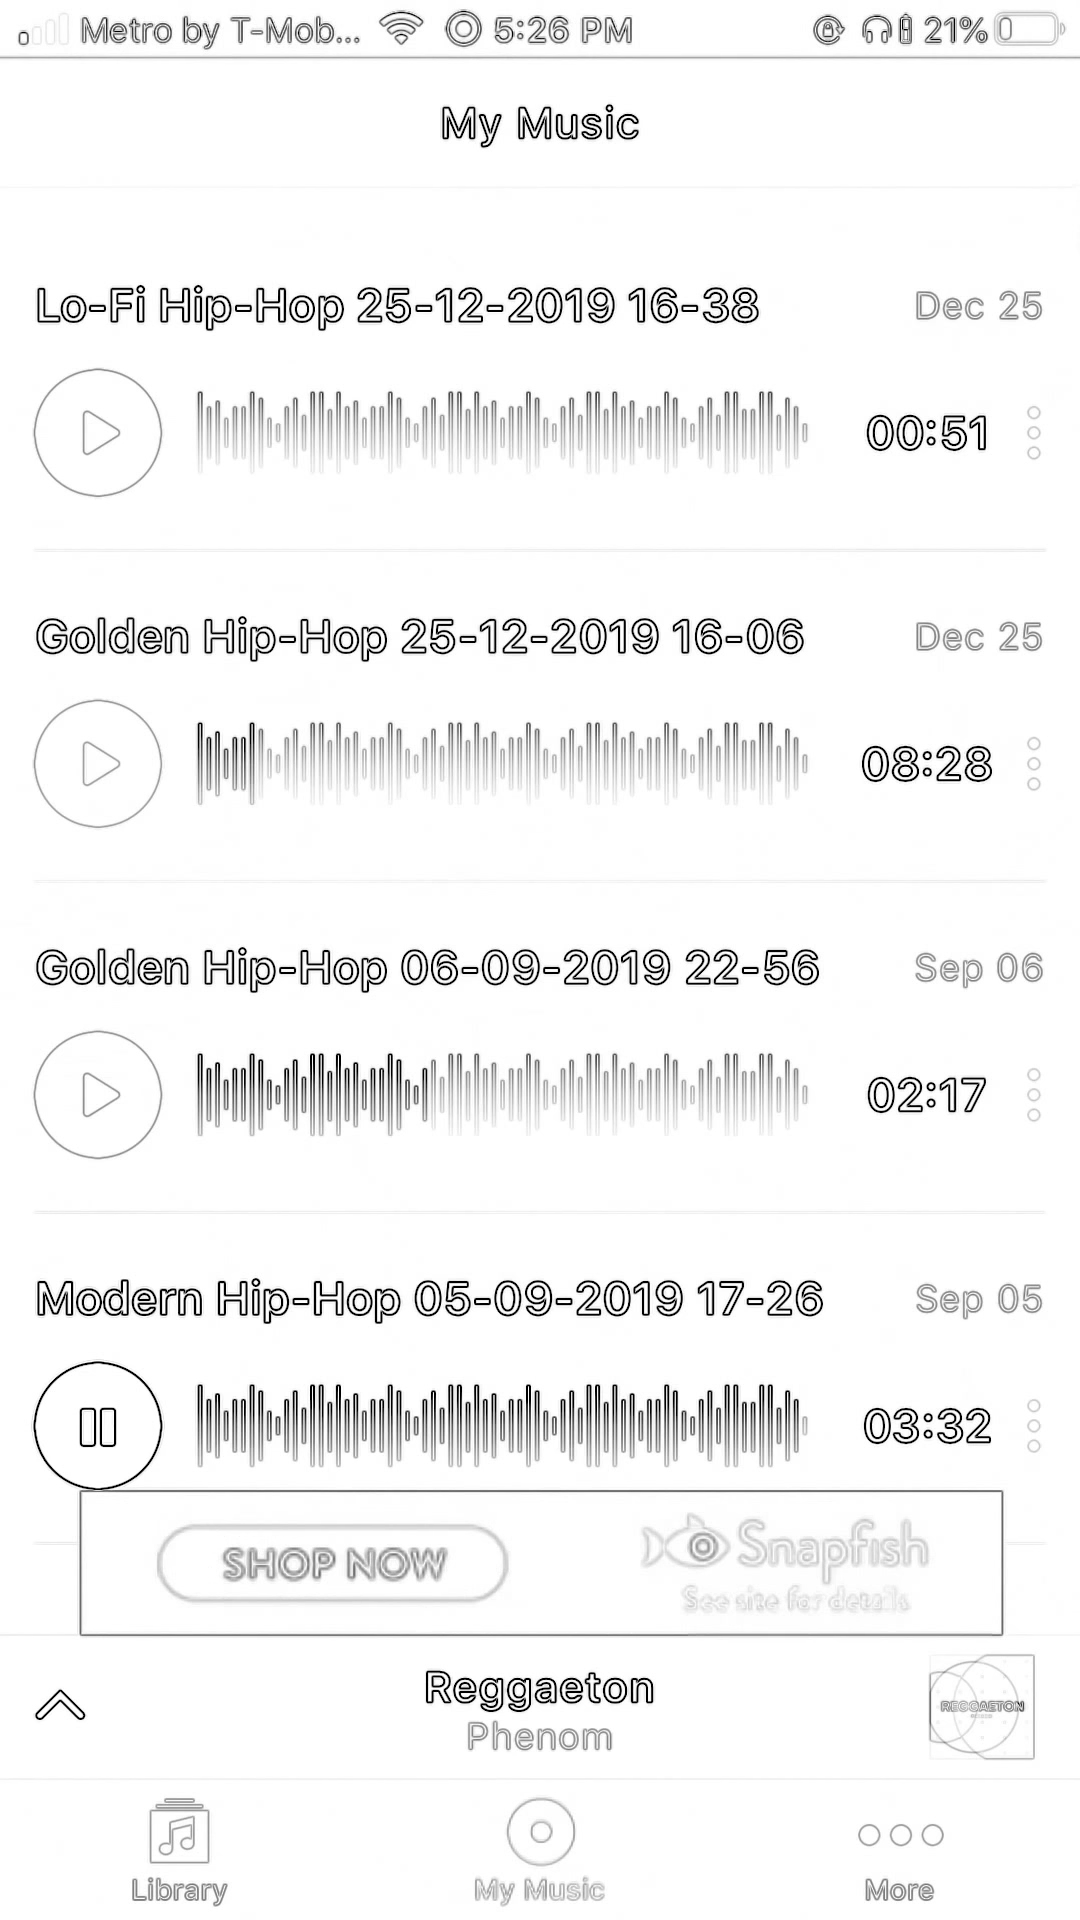 Metro by T-Mob... 5:26 PM 21%
My Music
Lo-Fi Hip-Hop 25-12-2019 16-38 Dec 25
00:51
Golden Hip-Hop 25-12-2019 16-06 Dec 25
08:28
Golden Hip-Hop 06-09-2019 22-56 Sep 06
02:17
Modern Hip-Hop 05-09-2019 17-26 Sep 05
03:32
SHOP NOW Snapfish
See site for details
Reggaeton
Phenom
REGGAETON
Library My Music More